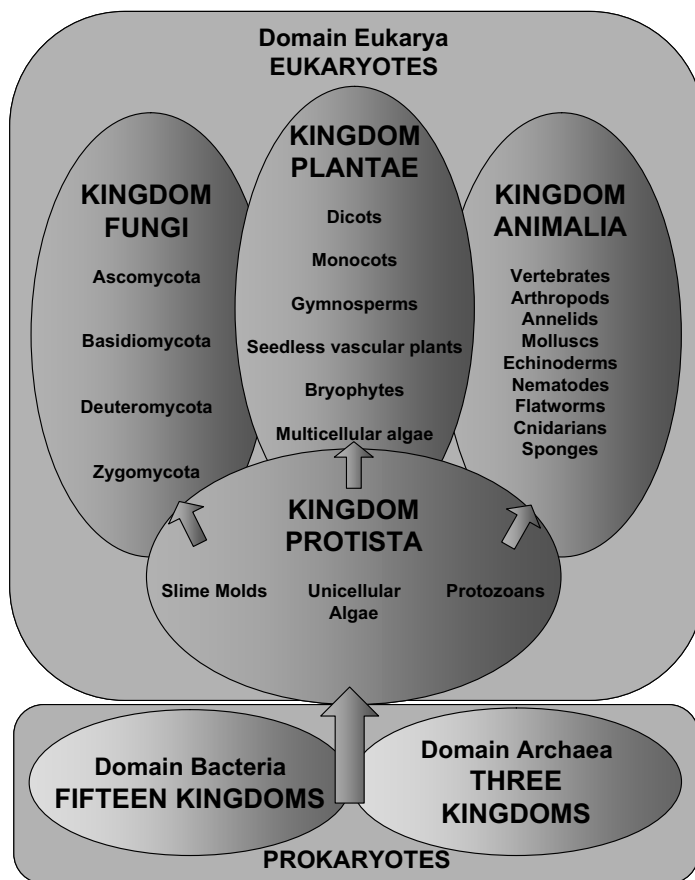 Domain Eukarya
EUKARYOTES
KINGDOM
FUNGI
Ascomycota
Basidiomycota
Deuteromycota
Zygomycota
KINGDOM
PLANTAE
Dicots
Monocots
Gymnosperms
Seedless vascular plants
Bryophytes
Multicellular algae
KINGDOM
ANIMALIA
Vertebrates
Arthropods
Annelids
Molluscs
Echinoderms
Nematodes
Flatworms
Cnidarians
Sponges
KINGDOM
PROTISTA
Slime Molds
Unicellular
Algae
Protozoans
Domain Bacteria
FIFTEEN KINGDOMS
Domain Archaea
THREE
KINGDOMS
PROKARYOTES